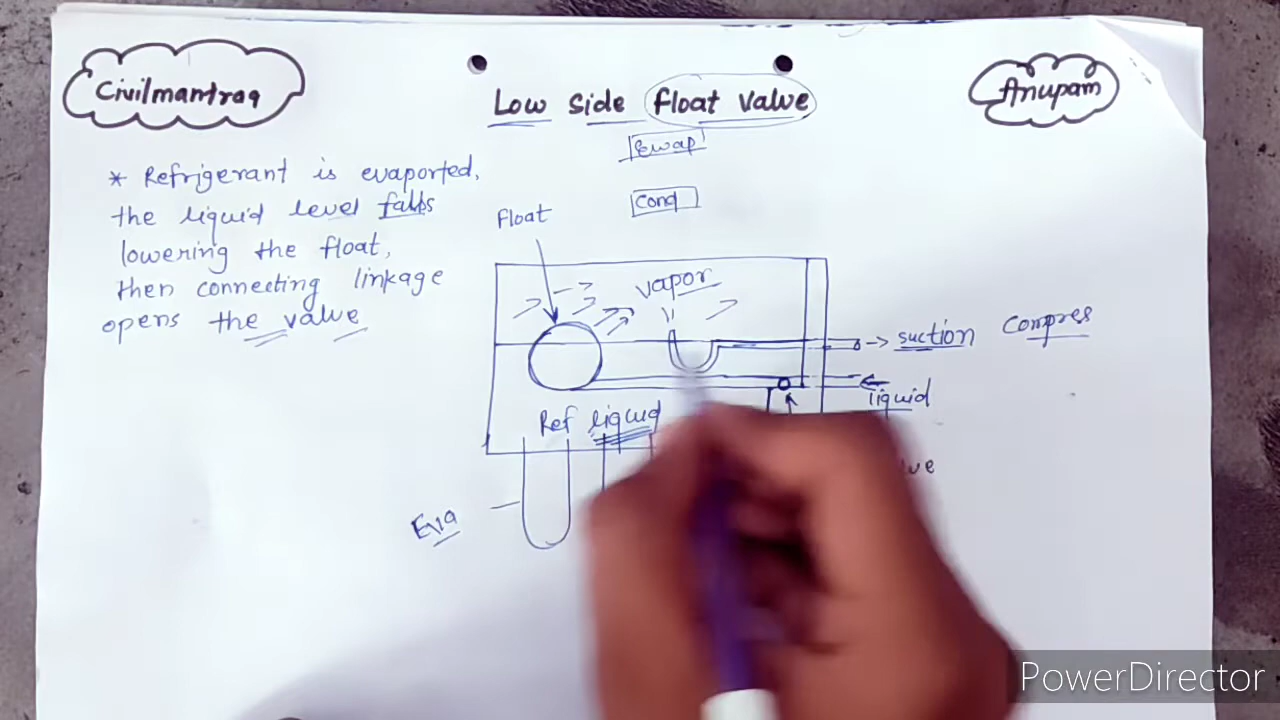 Civilmantraa
Anupam
Low side float valve
Evap
Cond
* Refrigerant is evaported,
the liquid level falls
lowering the float,
then connecting linkage
opens the valve
float
vapor
suction Compres
liquid
Ref liquid
Eva
PowerDirector